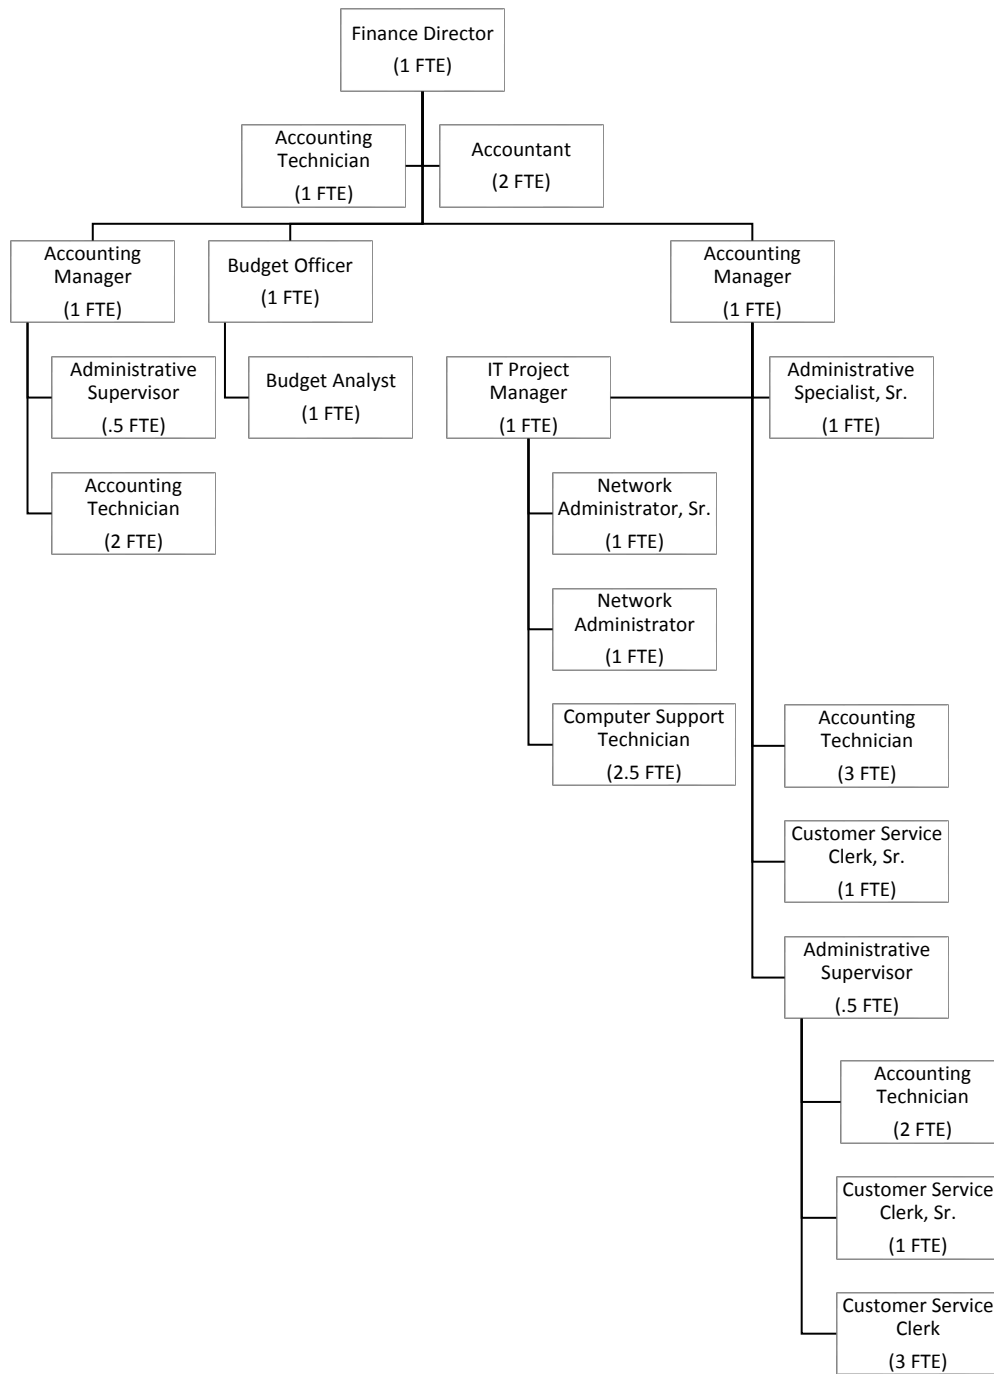 Finance Director
(1 FTE)
Accounting
Technician
(1 FTE)
Accountant
(2 FTE)
Accounting
Manager
(1 FTE)
Budget Officer
(1 FTE)
Accounting
Manager
(1 FTE)
Administrative
Supervisor
(.5 FTE)
Budget Analyst
(1 FTE)
IT Project
Manager
(1 FTE)
Administrative
Specialist, Sr.
(1 FTE)
Accounting
Technician
(2 FTE)
Network
Administrator, Sr.
(1 FTE)
Network
Administrator
(1 FTE)
Computer Support
Technician
(2.5 FTE)
Accounting
Technician
(3 FTE)
Customer Service
Clerk, Sr.
(1 FTE)
Administrative
Supervisor
(.5 FTE)
Accounting
Technician
(2 FTE)
Customer Service
Clerk, Sr.
(1 FTE)
Customer Service
Clerk
(3 FTE)